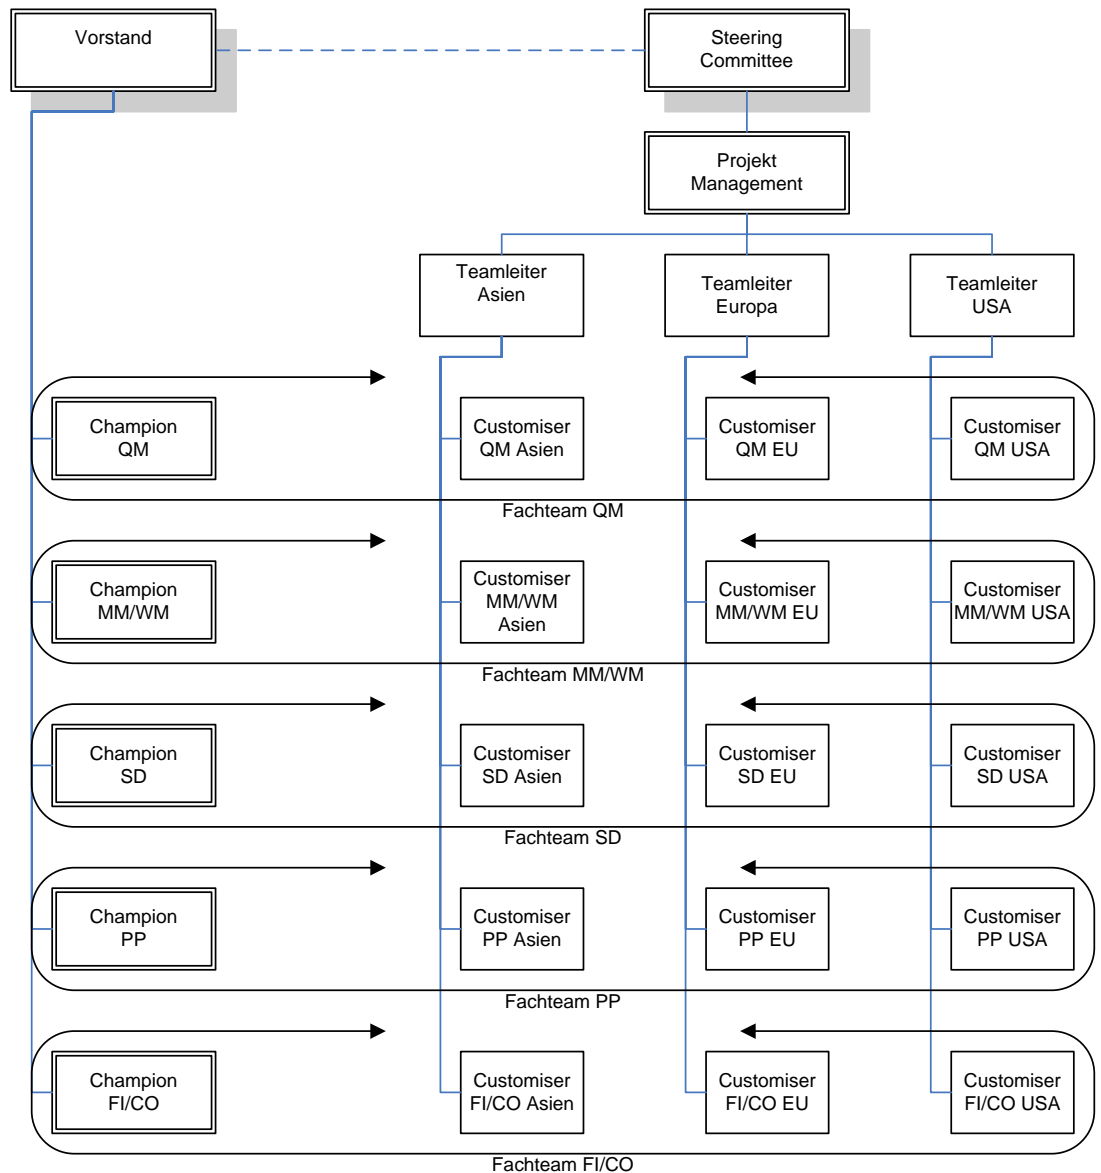 Vorstand
Steering
Committee
Projekt
Management
Teamleiter
Asien
Teamleiter
Europa
Teamleiter
USA
Champion
QM
Customiser
QM Asien
Customiser
QM EU
Customiser
QM USA
Fachteam QM
Champion
MM/WM
Customiser
MM/WM
Asien
Customiser
MM/WM EU
Customiser
MM/WM USA
Fachteam MM/WM
Champion
SD
Customiser
SD Asien
Customiser
SD EU
Customiser
SD USA
Fachteam SD
Champion
PP
Customiser
PP Asien
Customiser
PP EU
Customiser
PP USA
Fachteam PP
Champion
FI/CO
Customiser
FI/CO Asien
Customiser
FI/CO EU
Customiser
FI/CO USA
Fachteam FI/CO